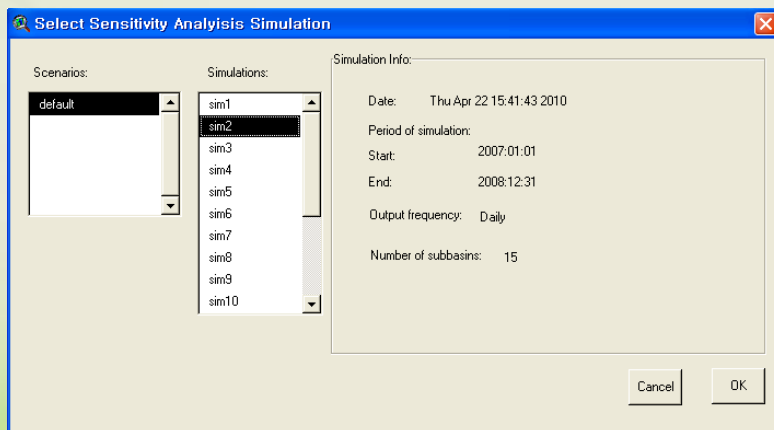 Select Sensitivity Analyisis Simulation
Scenarios:
default
Simulations:
sim1
sim2
sim3
sim4
sim5
sim6
sim7
sim8
sim9
sim10
Simulation Info:
Date: Thu Apr 22 15:41:43 2010
Period of simulation:
Start: 2007:01:01
End: 2008:12:31
Output frequency: Daily
Number of subbasins: 15
Cancel
OK